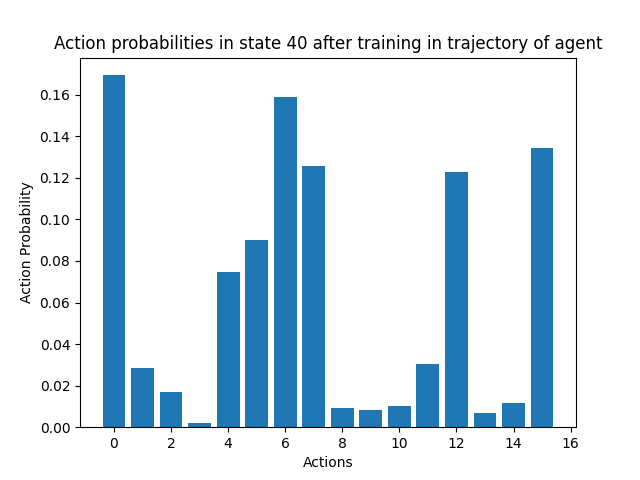 Action probabilities in state 40 after training in trajectory of agent
0.16
0.14
0.12
0.10
0.08
0.06
0.04
0.02
0.00
Action Probability
0 2 4 6 8 10 12 14 16
Actions